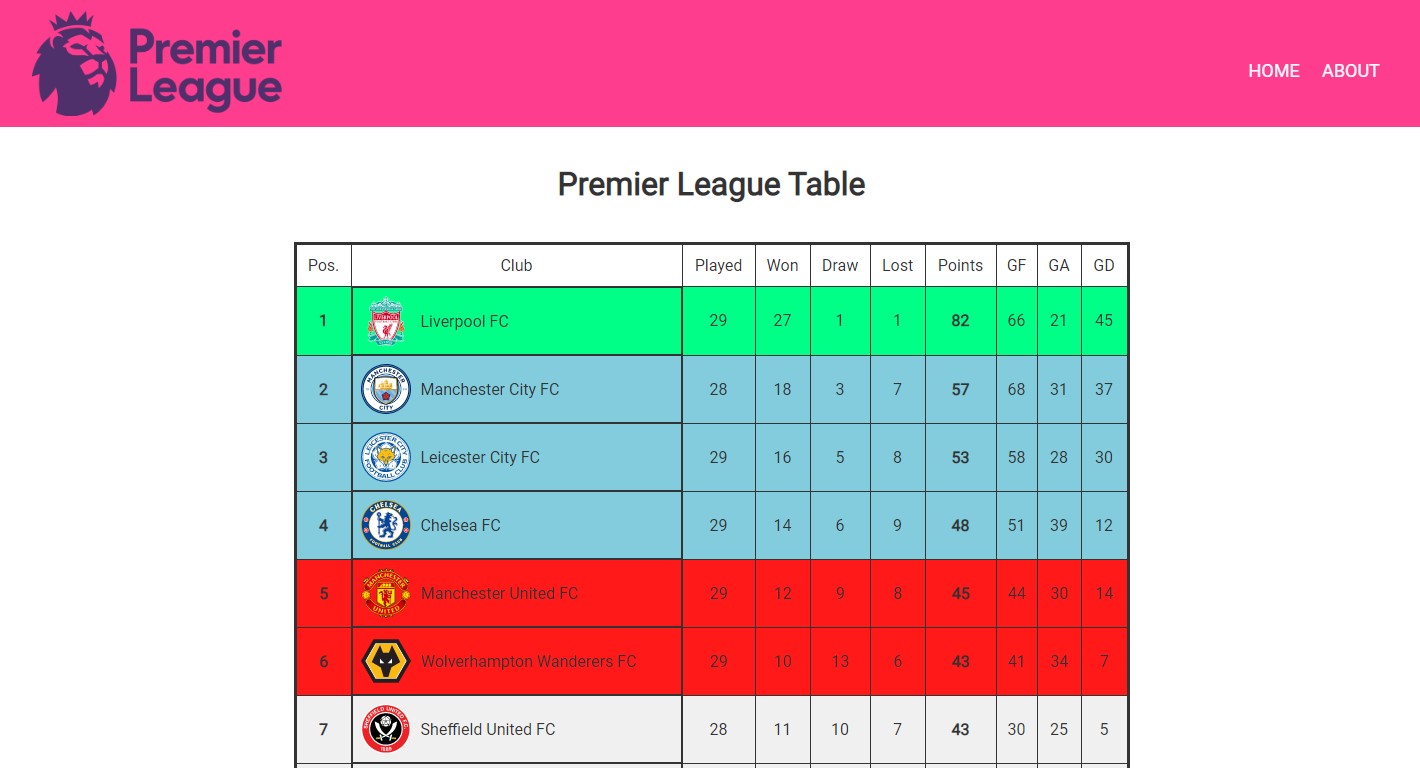 Premier
League
HOME ABOUT
Premier League Table
Pos. Club Played Won Draw Lost Points GF GA GD
1 Liverpool FC 29 27 1 1 82 66 21 45
2 Manchester City FC 28 18 3 7 57 68 31 37
3 Leicester City FC 29 16 5 8 53 58 28 30
4 Chelsea FC 29 14 6 9 48 51 39 12
5 Manchester United FC 29 12 9 8 45 44 30 14
6 Wolverhampton Wanderers FC 29 10 13 6 43 41 34 7
7 Sheffield United FC 28 11 10 7 43 30 25 5